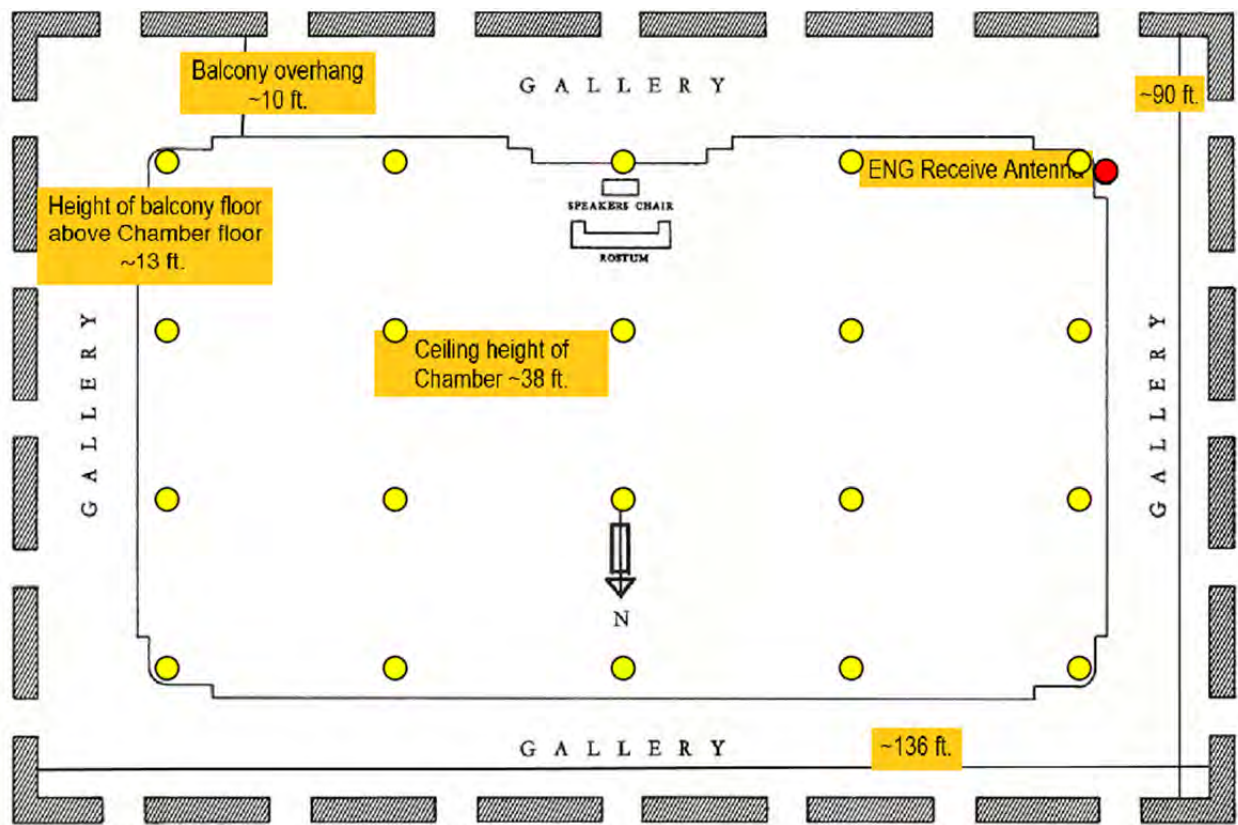 GALLERY
Balcony overhang
~10 ft.
~90 ft.
ENG Receive Antenna
SPEAKERS CHAIR
ROSTUM
Height of balcony floor
above Chamber floor
~13 ft.
GALLERY
GALLERY
Ceiling height of
Chamber ~38 ft.
N
GALLERY
~136 ft.